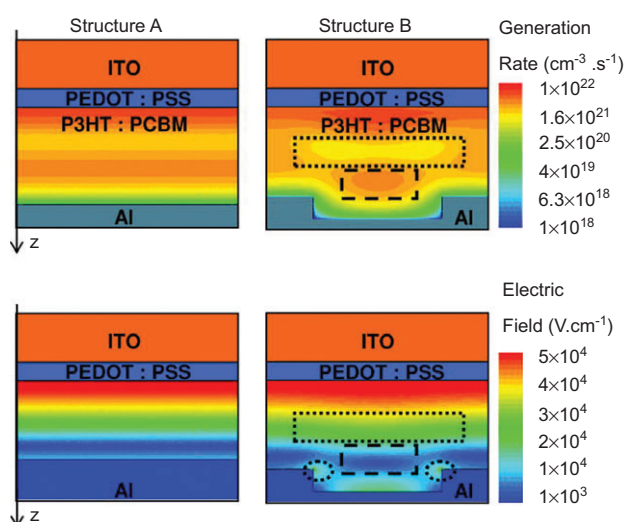 Structure A
Structure B
Generation
Rate (cm⁻³ .s⁻¹)
ITO
PEDOT : PSS
P3HT : PCBM
Al
z
ITO
PEDOT : PSS
P3HT : PCBM
Al
1×10²²
1.6×10²¹
2.5×10²⁰
4×10¹⁹
6.3×10¹⁸
1×10¹⁸
Electric
Field (V.cm⁻¹)
ITO
PEDOT : PSS
Al
z
ITO
PEDOT : PSS
Al
5×10⁴
4×10⁴
3×10⁴
2×10⁴
1×10⁴
1×10³